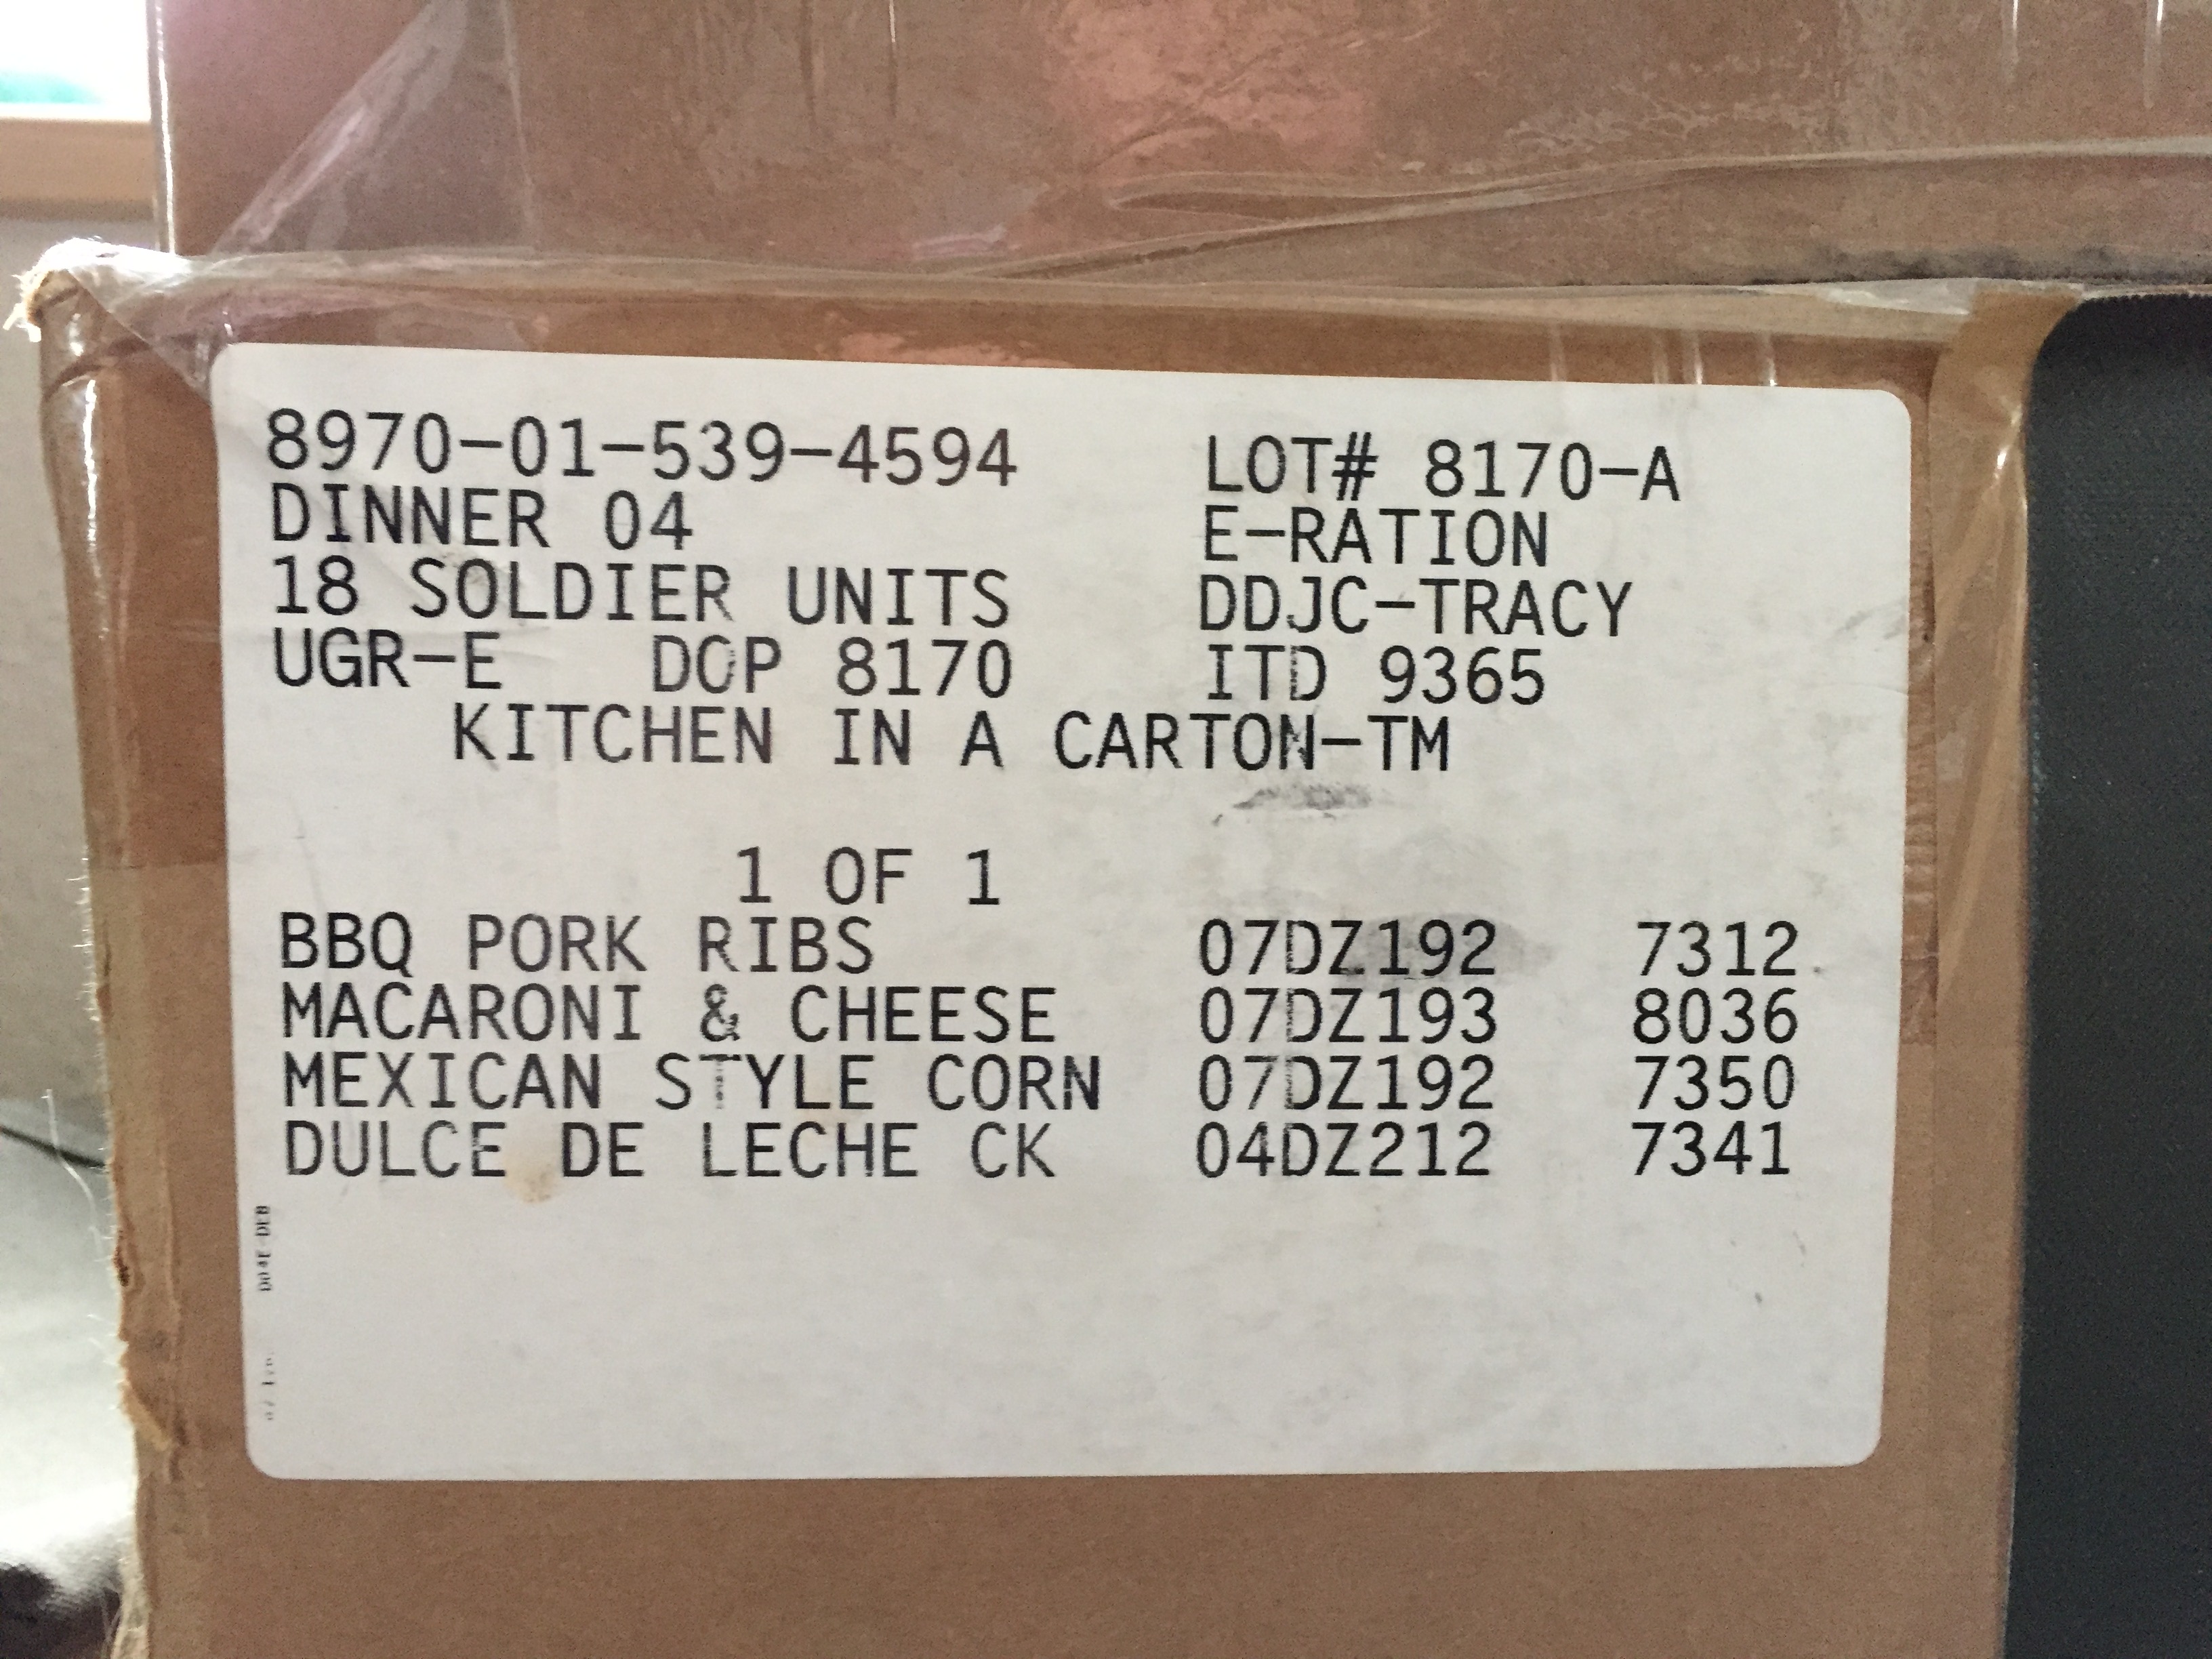 8970-01-539-4594 LOT# 8170-A
DINNER 04 E-RATION
18 SOLDIER UNITS DDJC-TRACY
UGR-E DOP 8170 ITD 9365
KITCHEN IN A CARTON-TM
1 OF 1
BBQ PORK RIBS 07DZ192 7312
MACARONI & CHEESE 07DZ193 8036
MEXICAN STYLE CORN 07DZ192 7350
DULCE DE LECHE CK 04DZ212 7341